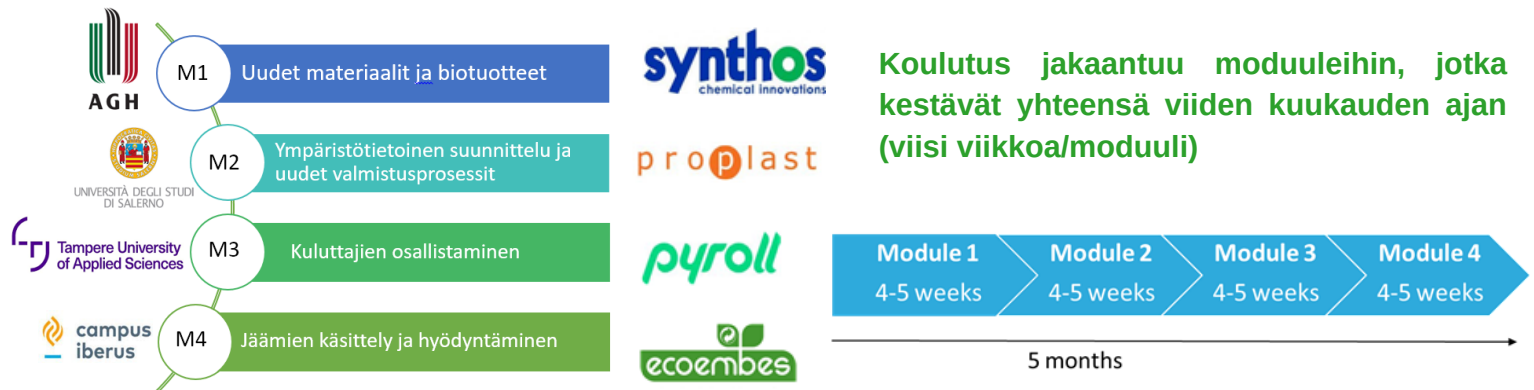 AGH
M1
Uudet materiaalit ja biotuotteet
synthos
chemical innovations
UNIVERSITÀ DEGLI STUDI
DI SALERNO
M2
Ympäristötietoinen suunnittelu ja
uudet valmistusprosessit
proplast
Tampere University
of Applied Sciences
M3
Kuluttajien osallistaminen
pyroll
campus
iberus
M4
Jäämien käsittely ja hyödyntäminen
ecoembes
Koulutus jakaantuu moduuleihin, jotka
kestävät yhteensä viiden kuukauden ajan
(viisi viikkoa/moduuli)
Module 1
4-5 weeks
Module 2
4-5 weeks
Module 3
4-5 weeks
Module 4
4-5 weeks
5 months